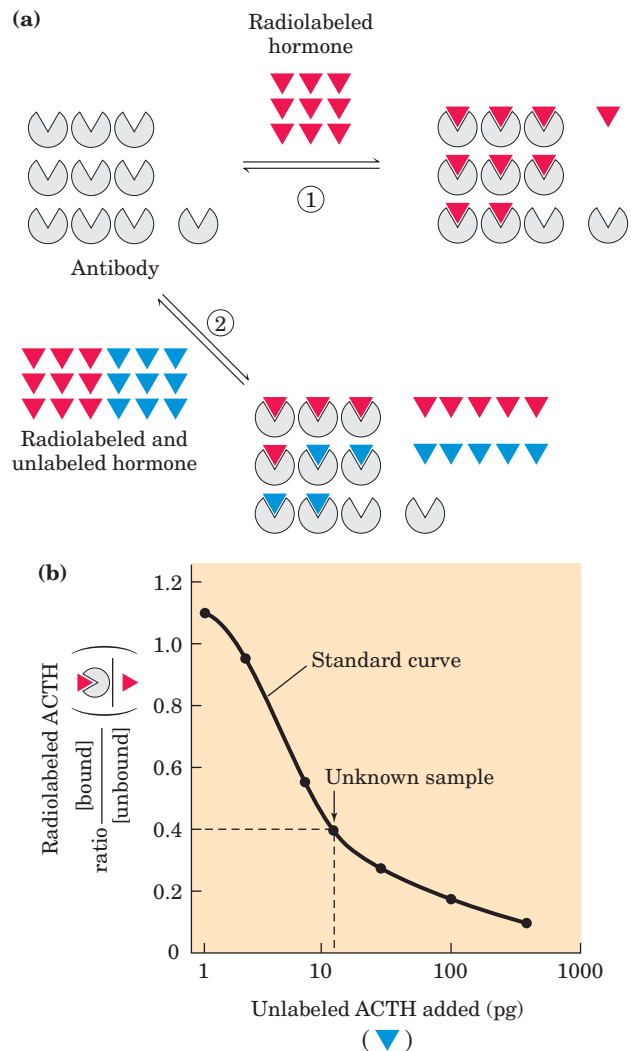 (a)
Radiolabeled
hormone
1
Antibody
2
Radiolabeled and
unlabeled hormone
(b)
1.2
1.0
0.8
0.6
0.4
0.2
0
Radiolabeled ACTH
ratio [bound]
[unbound]
Standard curve
Unknown sample
1
10
100
1000
Unlabeled ACTH added (pg)
( )